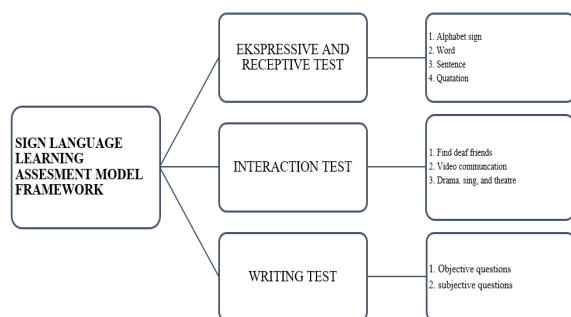 SIGN LANGUAGE
LEARNING
ASSESMENT MODEL
FRAMEWORK
EKSPRESSIVE AND
RECEPTIVE TEST
1. Alphabet sign
2. Word
3. Sentence
4. Quatation
INTERACTION TEST
1. Find deaf friends
2. Video communcation
3. Drama. sing, and theatre
WRITING TEST
1. Objective questions
2. subjective questions